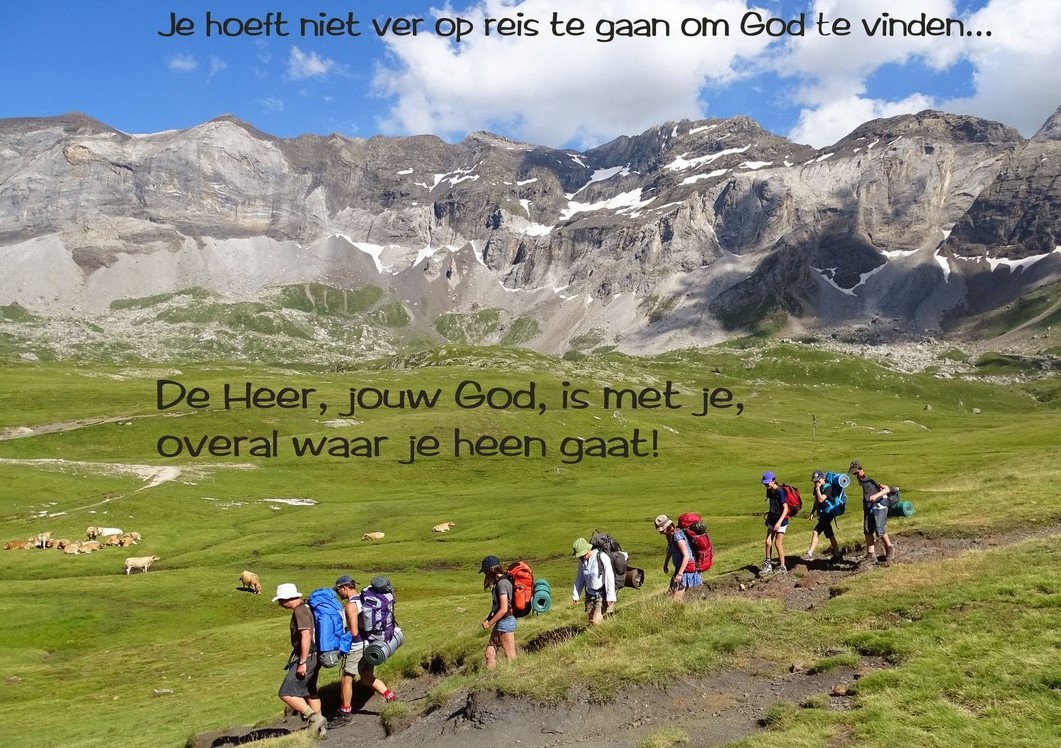 Je hoeft niet ver op reis te gaan om God te vinden...
De Heer, jouw God, is met je,
overal waar je heen gaat!